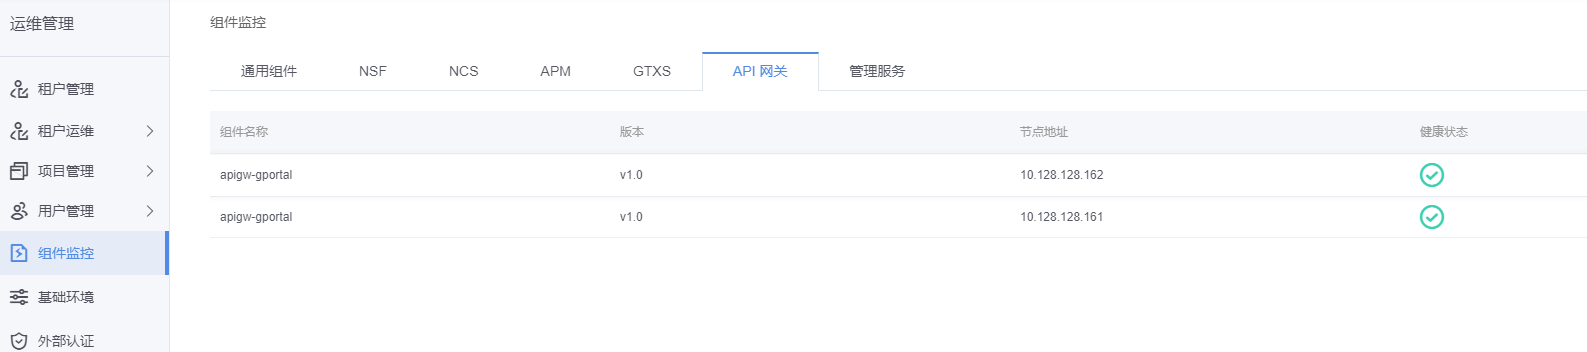 运维管理
租户管理
租户运维
项目管理
用户管理
组件监控
基础环境
外部认证
组件监控
通用组件 NSF NCS APM GTXS API 网关 管理服务
组件名称 版本 节点地址 健康状态
apigw-gportal v1.0 10.128.128.162
apigw-gportal v1.0 10.128.128.161